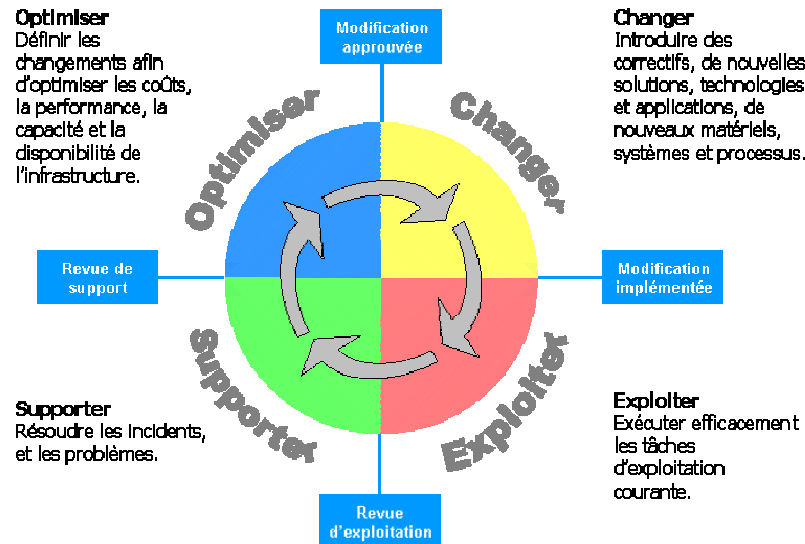 Optimiser
Définir les
changements afin
d'optimiser les coûts,
la performance, la
capacité et la
disponibilité de
l'infrastructure.
Modification
approuvée
Changer
Introduire des
correctifs, de nouvelles
solutions, technologies
et applications, de
nouveaux matériels,
systèmes et processus.
Optimiser
Changer
Revue de
support
Modification
implémentée
Supporter
Exploiter
Supporter
Résoudre les incidents,
et les problèmes.
Exploiter
Exécuter efficacement
les tâches
d'exploitation
courante.
Revue
d'exploitation